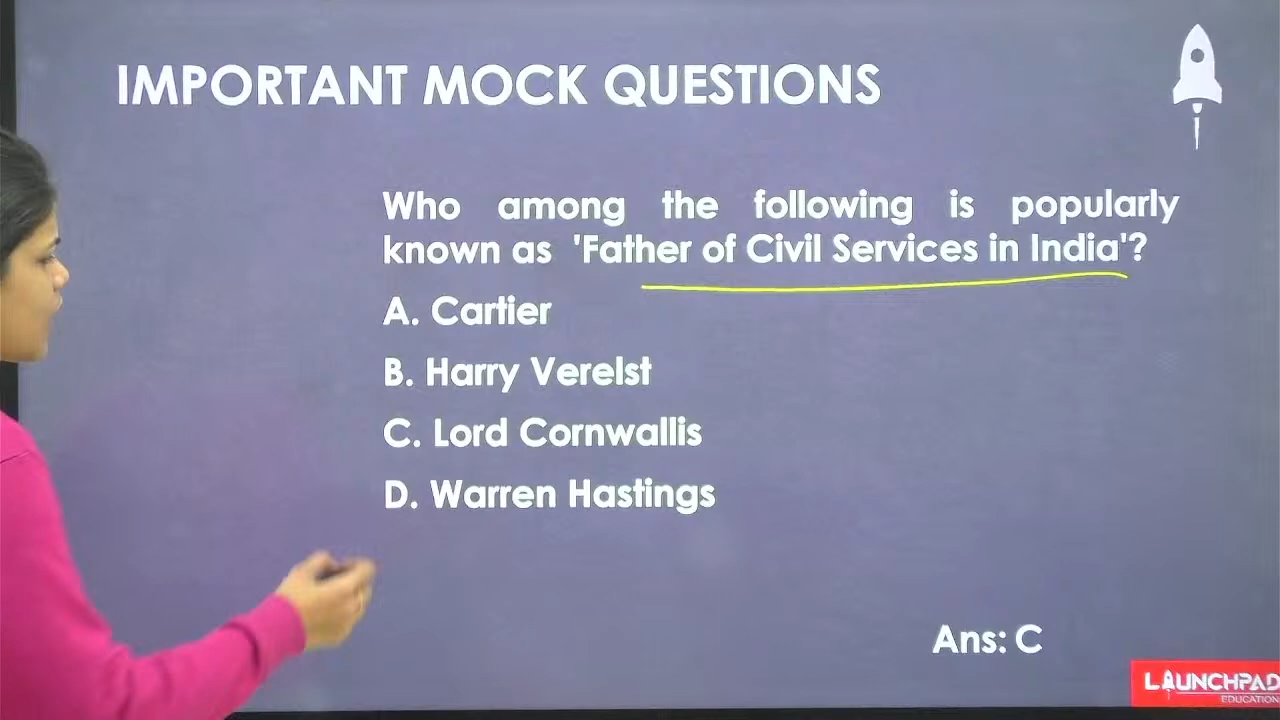 IMPORTANT MOCK QUESTIONS
Who among the following is popularly
known as 'Father of Civil Services in India'?
A. Cartier
B. Harry Verelst
C. Lord Cornwallis
D. Warren Hastings
Ans: C
LAUNCHPAD
EDUCATION